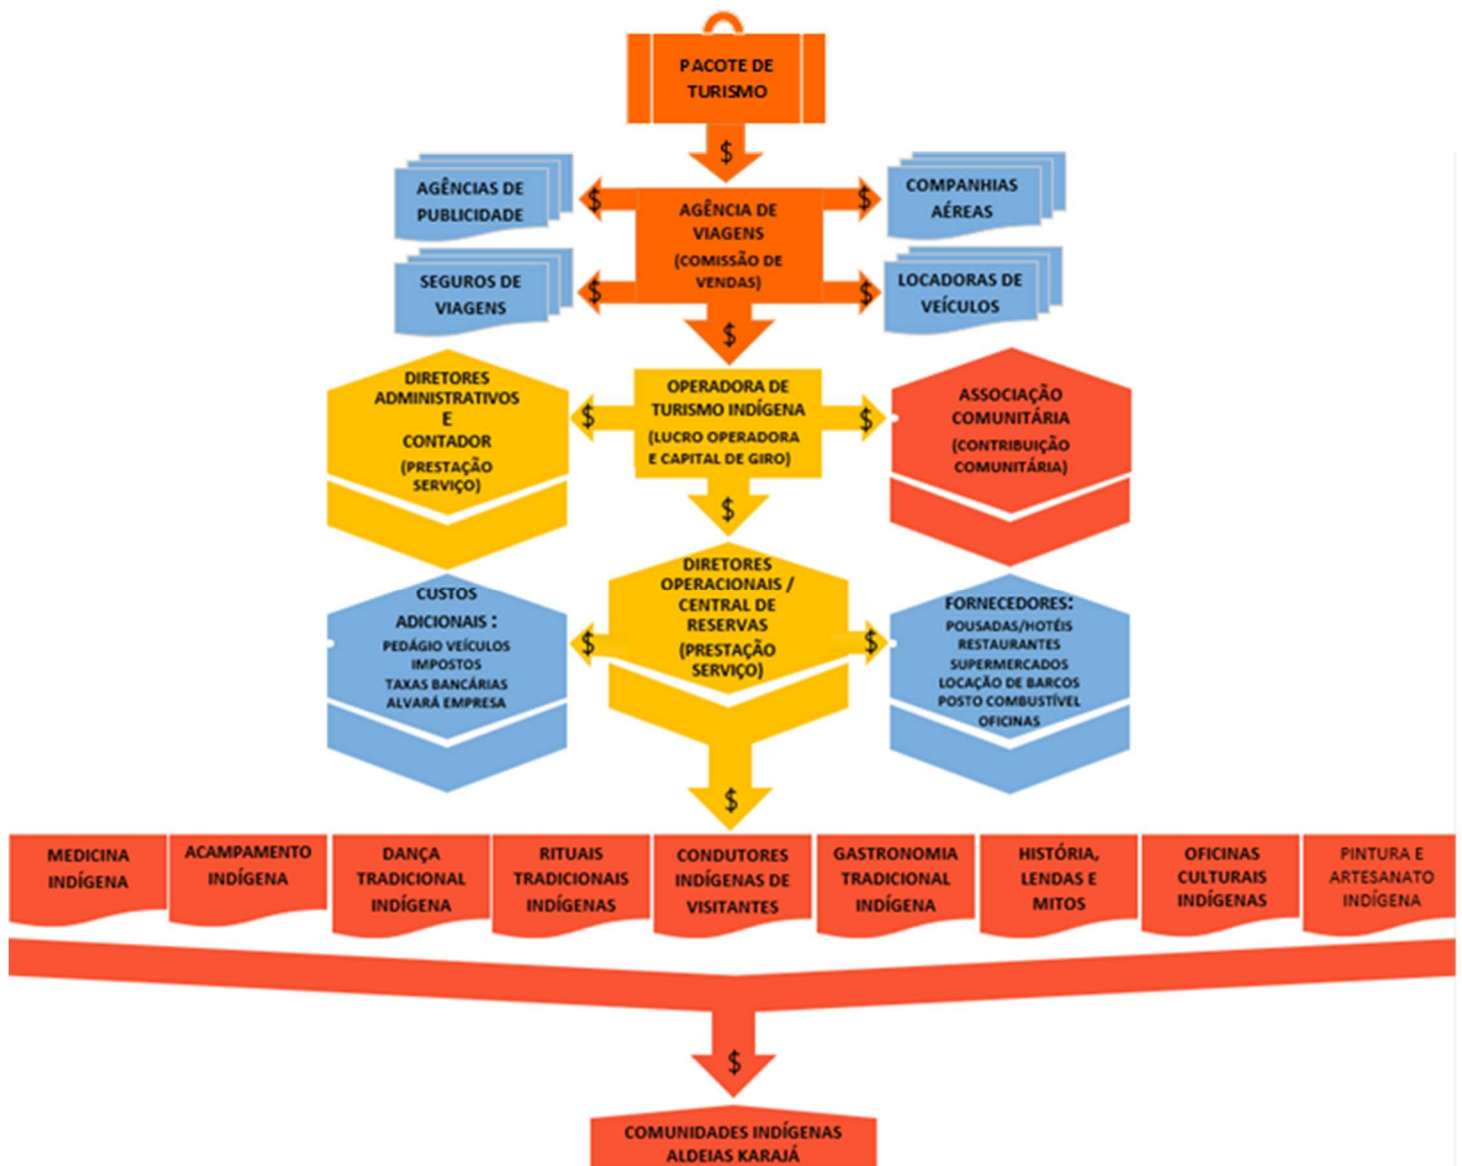 PACOTE DE
TURISMO
$
AGÊNCIAS DE
PUBLICIDADE
$
AGÊNCIA DE
VIAGENS
(COMISSÃO DE
VENDAS)
$
COMPANHIAS
AÉREAS
SEGUROS DE
VIAGENS
$
$
LOCADORAS DE
VEÍCULOS
$
DIRETORES
ADMINISTRATIVOS
E
CONTADOR
(PRESTAÇÃO
SERVIÇO)
$
OPERADORA DE
TURISMO INDÍGENA
(LUCRO OPERADORA
E CAPITAL DE GIRO)
$
ASSOCIAÇÃO
COMUNITÁRIA
(CONTRIBUIÇÃO
COMUNITÁRIA)
$
CUSTOS
ADICIONAIS :
PEDÁGIO VEÍCULOS
IMPOSTOS
TAXAS BANCÁRIAS
ALVARÁ EMPRESA
$
DIRETORES
OPERACIONAIS /
CENTRAL DE
RESERVAS
(PRESTAÇÃO
SERVIÇO)
$
FORNECEDORES:
POUSADAS/HOTÉIS
RESTAURANTES
SUPERMERCADOS
LOCAÇÃO DE BARCOS
POSTO COMBUSTÍVEL
OFICINAS
$
MEDICINA
INDÍGENA
ACAMPAMENTO
INDÍGENA
DANÇA
TRADICIONAL
INDÍGENA
RITUAIS
TRADICIONAIS
INDÍGENAS
CONDUTORES
INDÍGENAS DE
VISITANTES
GASTRONOMIA
TRADICIONAL
INDÍGENA
HISTÓRIA,
LENDAS E
MITOS
OFICINAS
CULTURAIS
INDÍGENAS
PINTURA E
ARTESANATO
INDÍGENA
$
COMUNIDADES INDÍGENAS
ALDEIAS KARAJÁ